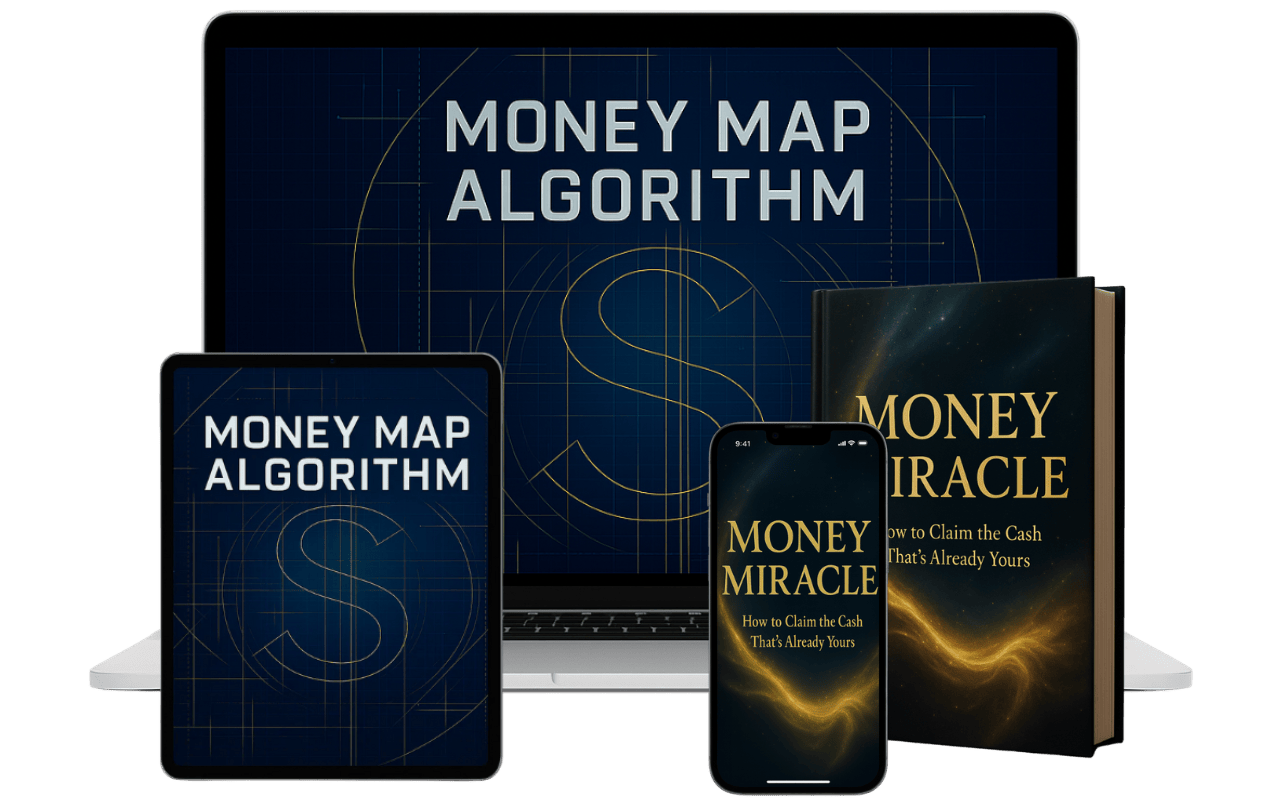 MONEY MAP
ALGORITHM
MONEY MAP
ALGORITHM
9:41
MONEY
MIRACLE
How to Claim the Cash
That's Already Yours
MONEY
MIRACLE
How to Claim the Cash
That's Already Yours